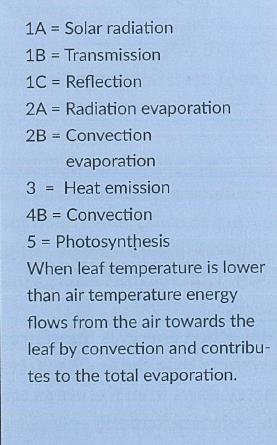 1A = Solar radiation
1B = Transmission
1C = Reflection
2A = Radiation evaporation
2B = Convection
evaporation
3 = Heat emission
4B = Convection
5 = Photosynthesis
When leaf temperature is lower
than air temperature energy
flows from the air towards the
leaf by convection and contribu-
tes to the total evaporation.